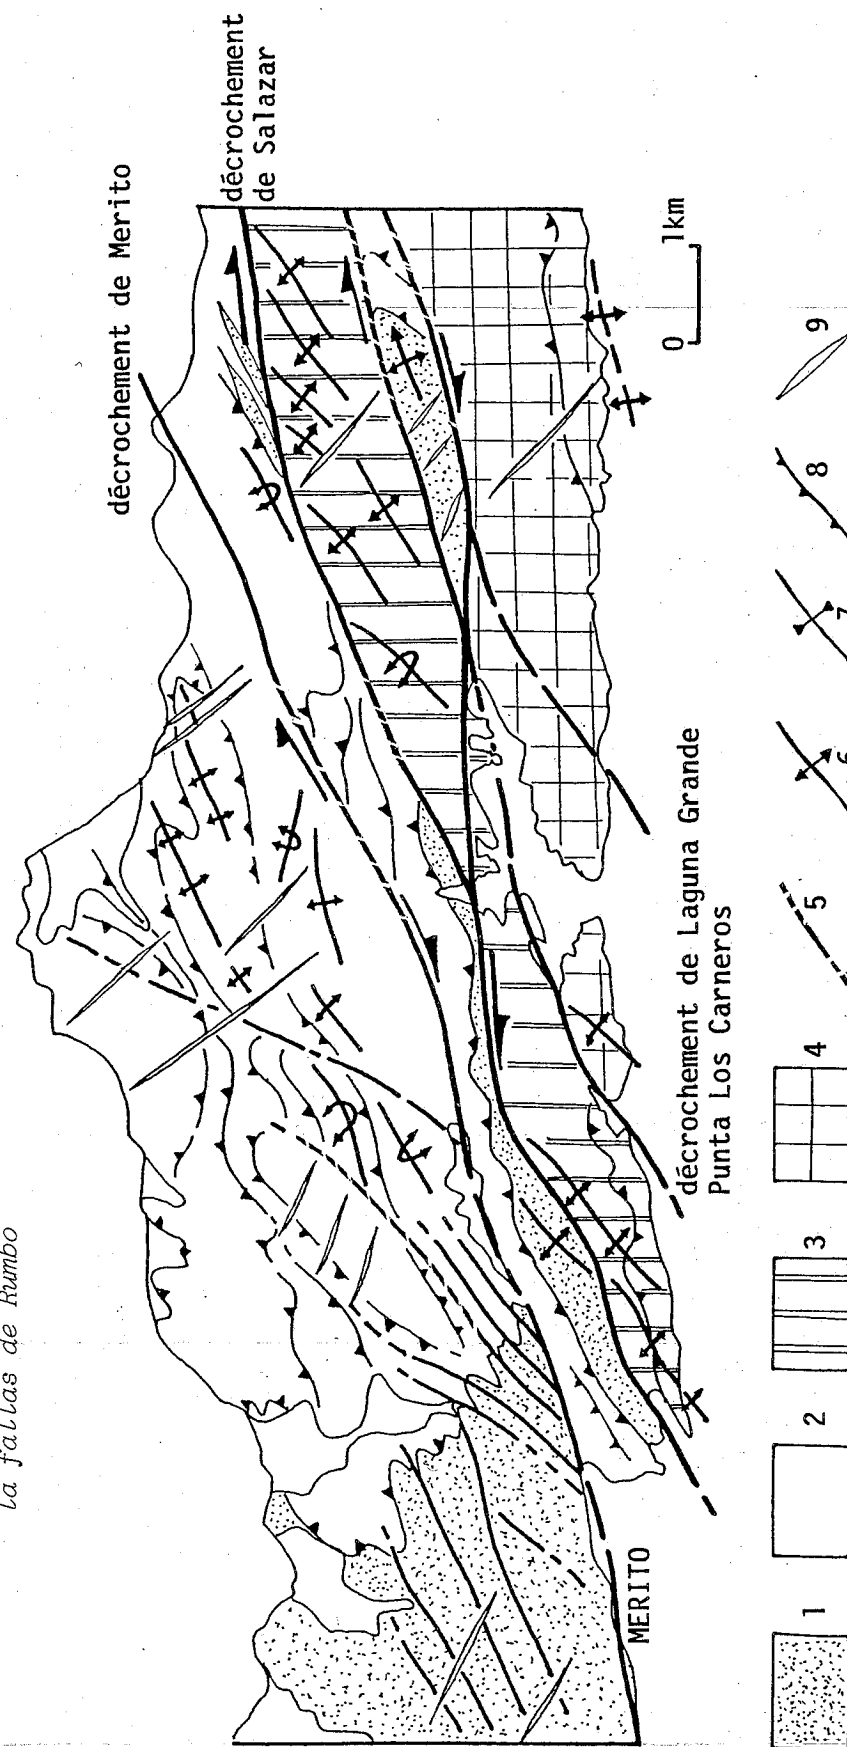 la fallas de Rumbo
décrochement de Merito
décrochement
de Salazar
0 1km
décrochement de Laguna Grande
Punta Los Carneros
MERITO
1 2 3 4 5 6 7 8 9